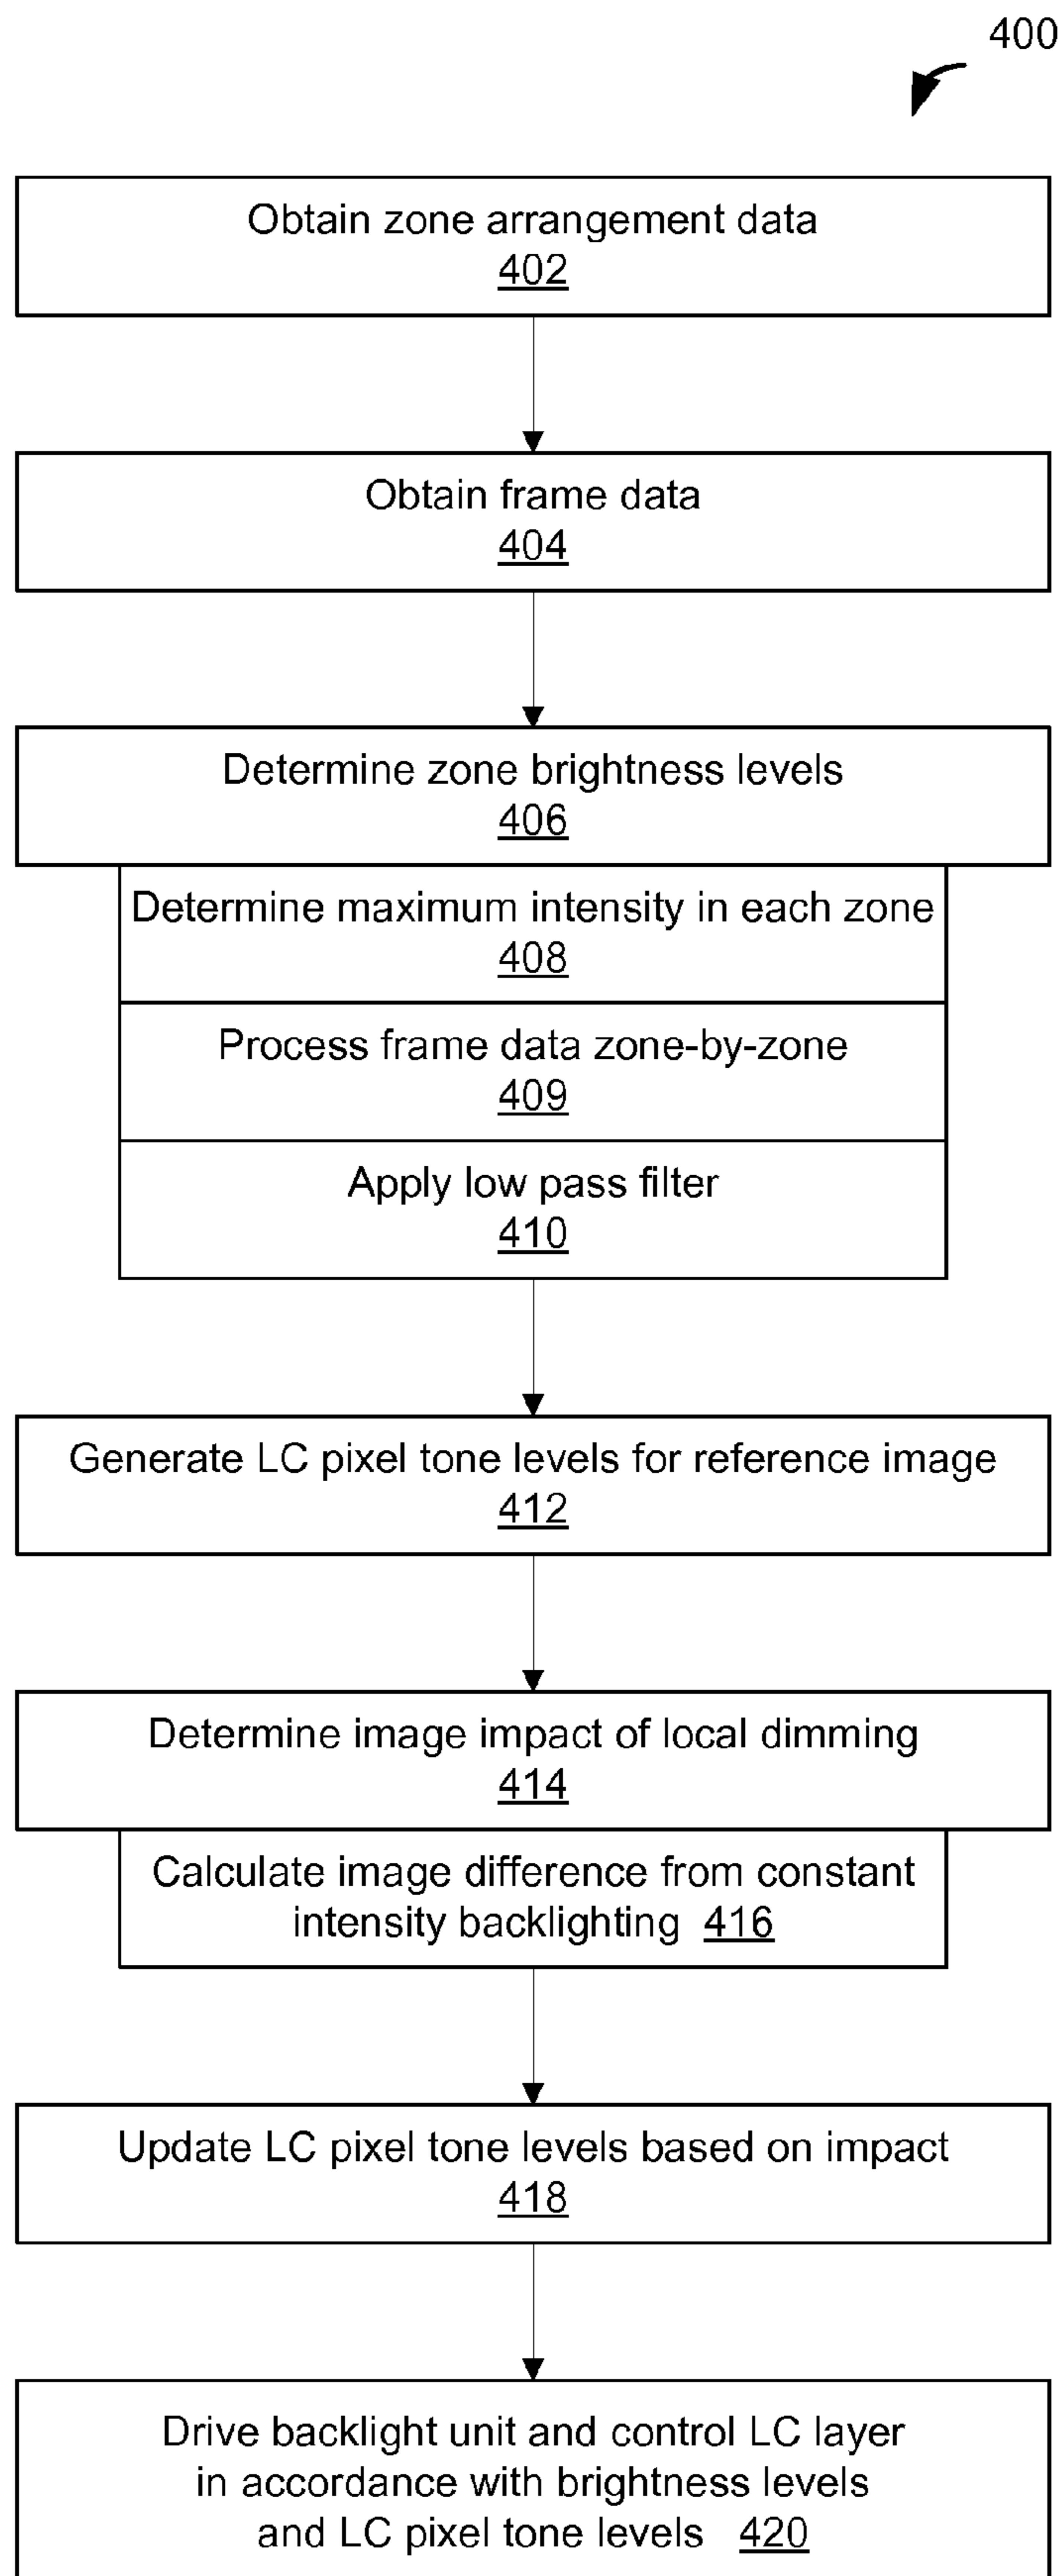 400
Obtain zone arrangement data
402
Obtain frame data
404
Determine zone brightness levels
406
Determine maximum intensity in each zone
408
Process frame data zone-by-zone
409
Apply low pass filter
410
Generate LC pixel tone levels for reference image
412
Determine image impact of local dimming
414
Calculate image difference from constant
intensity backlighting 416
Update LC pixel tone levels based on impact
418
Drive backlight unit and control LC layer
in accordance with brightness levels
and LC pixel tone levels 420